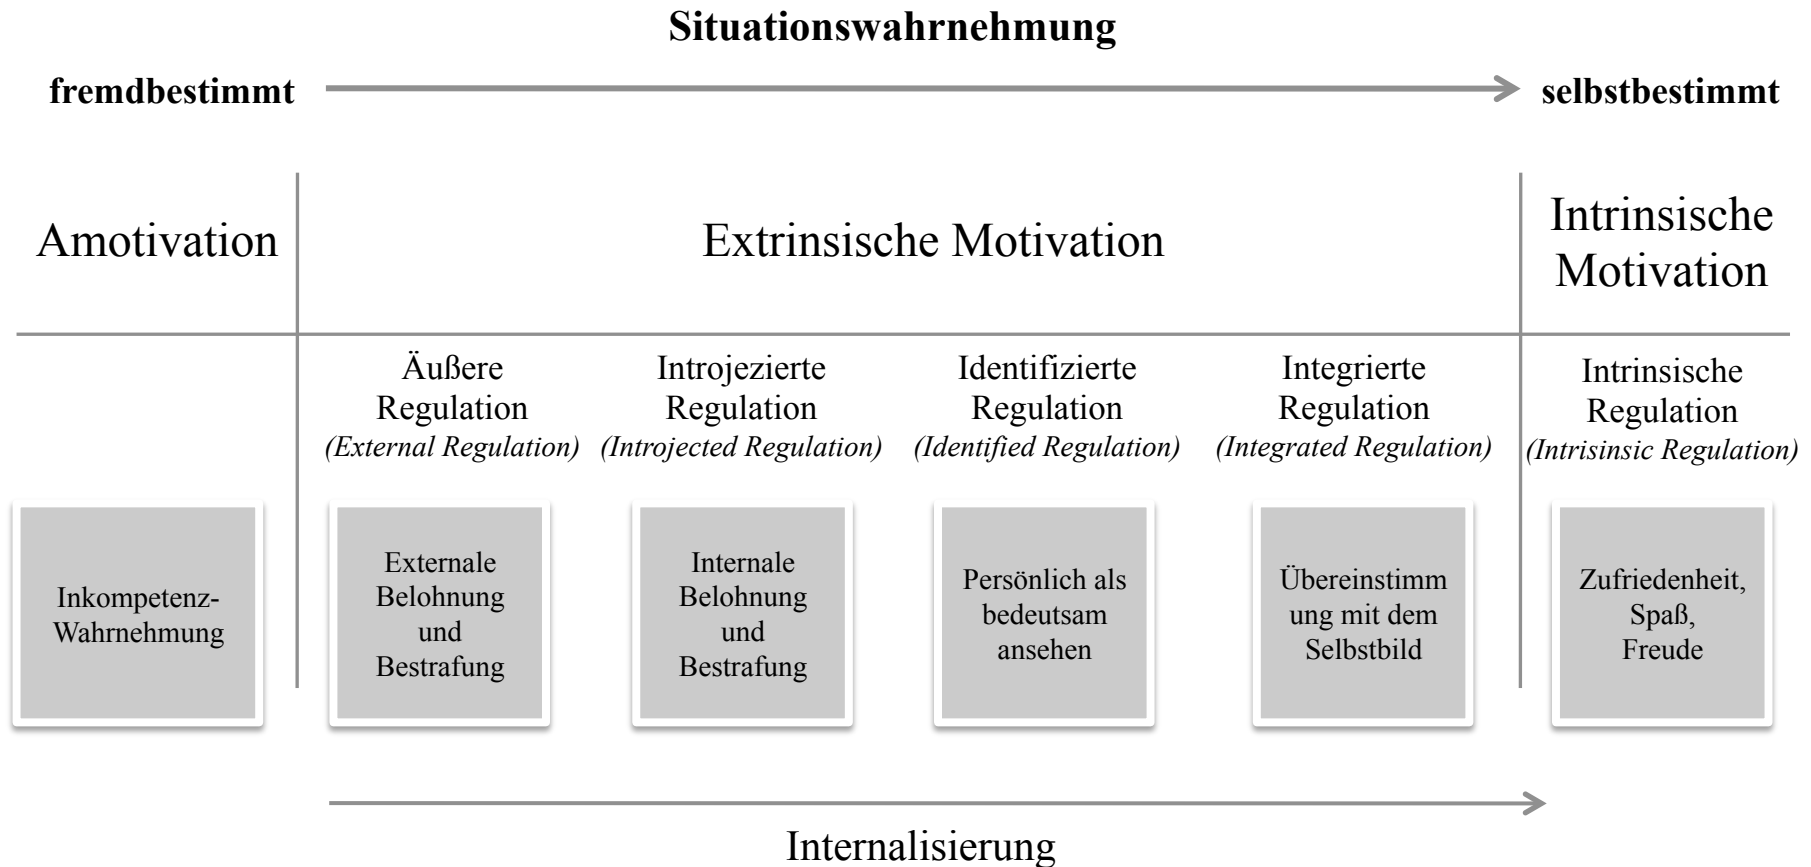 Situationswahrnehmung
fremdbestimmt
selbstbestimmt
Amotivation
Extrinsische Motivation
Intrinsische
Motivation
Äußere
Regulation
(External Regulation)
Introjezierte
Regulation
(Introjected Regulation)
Identifizierte
Regulation
(Identified Regulation)
Integrierte
Regulation
(Integrated Regulation)
Intrinsische
Regulation
(Intrisinsic Regulation)
Inkompetenz-
Wahrnehmung
Externale
Belohnung
und
Bestrafung
Internale
Belohnung
und
Bestrafung
Persönlich als
bedeutsam
ansehen
Übereinstimm
ung mit dem
Selbstbild
Zufriedenheit,
Spaß,
Freude
Internalisierung